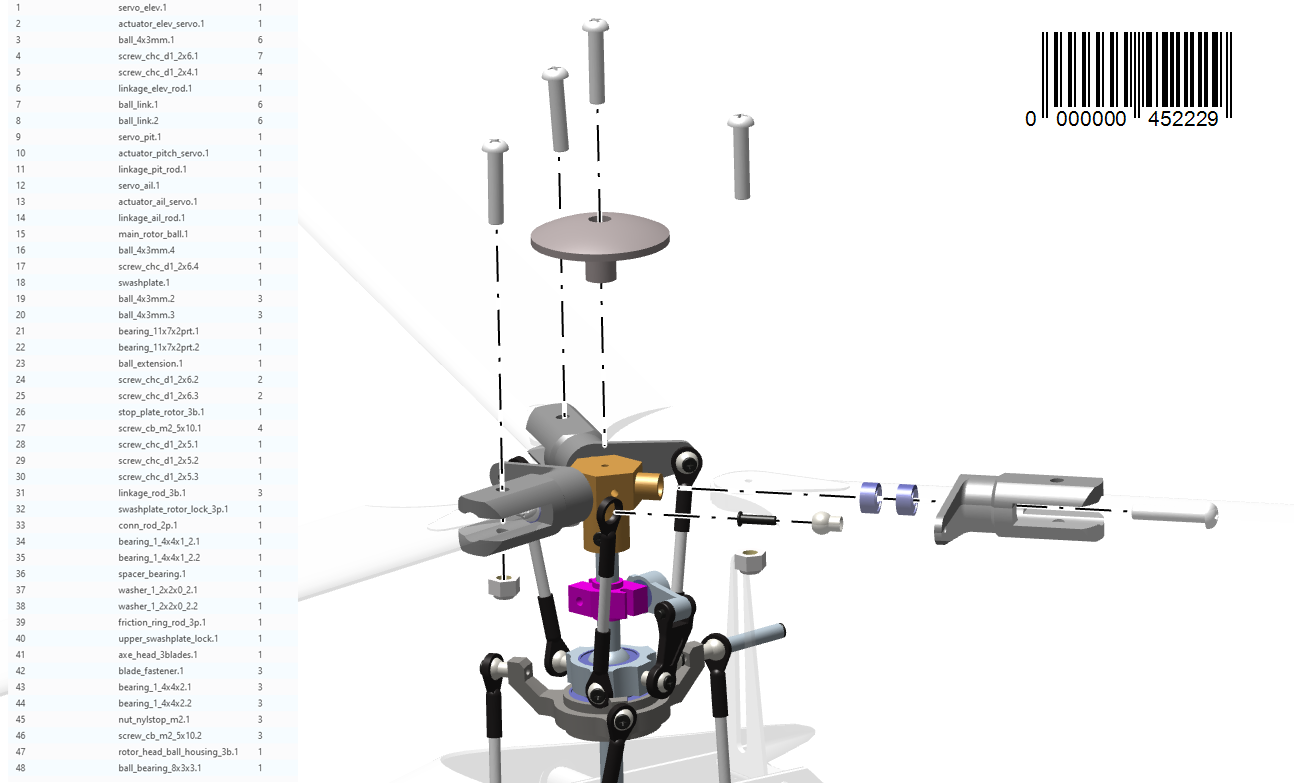 1 servo_elev.1 1
2 actuator_elev_servo.1 1
3 ball_4x3mm.1 6
4 screw_chc_d1_2x6.1 7
5 screw_chc_d1_2x4.1 4
6 linkage_elev_rod.1 1
7 ball_link.1 6
8 ball_link.2 6
9 servo_pit.1 1
10 actuator_pitch_servo.1 1
11 linkage_pit_rod.1 1
12 servo_ail.1 1
13 actuator_ail_servo.1 1
14 linkage_ail_rod.1 1
15 main_rotor_ball.1 1
16 ball_4x3mm.4 1
17 screw_chc_d1_2x6.4 1
18 swashplate.1 1
19 ball_4x3mm.2 3
20 ball_4x3mm.3 3
21 bearing_11x7x2prt.1 1
22 bearing_11x7x2prt.2 1
23 ball_extension.1 1
24 screw_chc_d1_2x6.2 2
25 screw_chc_d1_2x6.3 2
26 stop_plate_rotor_3b.1 1
27 screw_cb_m2_5x10.1 4
28 screw_chc_d1_2x5.1 1
29 screw_chc_d1_2x5.2 1
30 screw_chc_d1_2x5.3 1
31 linkage_rod_3b.1 3
32 swashplate_rotor_lock_3p.1 1
33 conn_rod_2p.1 1
34 bearing_1_4x4x1_2.1 1
35 bearing_1_4x4x1_2.2 1
36 spacer_bearing.1 1
37 washer_1_2x2x0_2.1 1
38 washer_1_2x2x0_2.2 1
39 friction_ring_rod_3p.1 1
40 upper_swashplate_lock.1 1
41 axe_head_3blades.1 1
42 blade_fastener.1 3
43 bearing_1_4x4x2.1 3
44 bearing_1_4x4x2.2 3
45 nut_nylstop_m2.1 3
46 screw_cb_m2_5x10.2 3
47 rotor_head_ball_housing_3b.1 1
48 ball_bearing_8x3x3.1 1
0 000000 452229